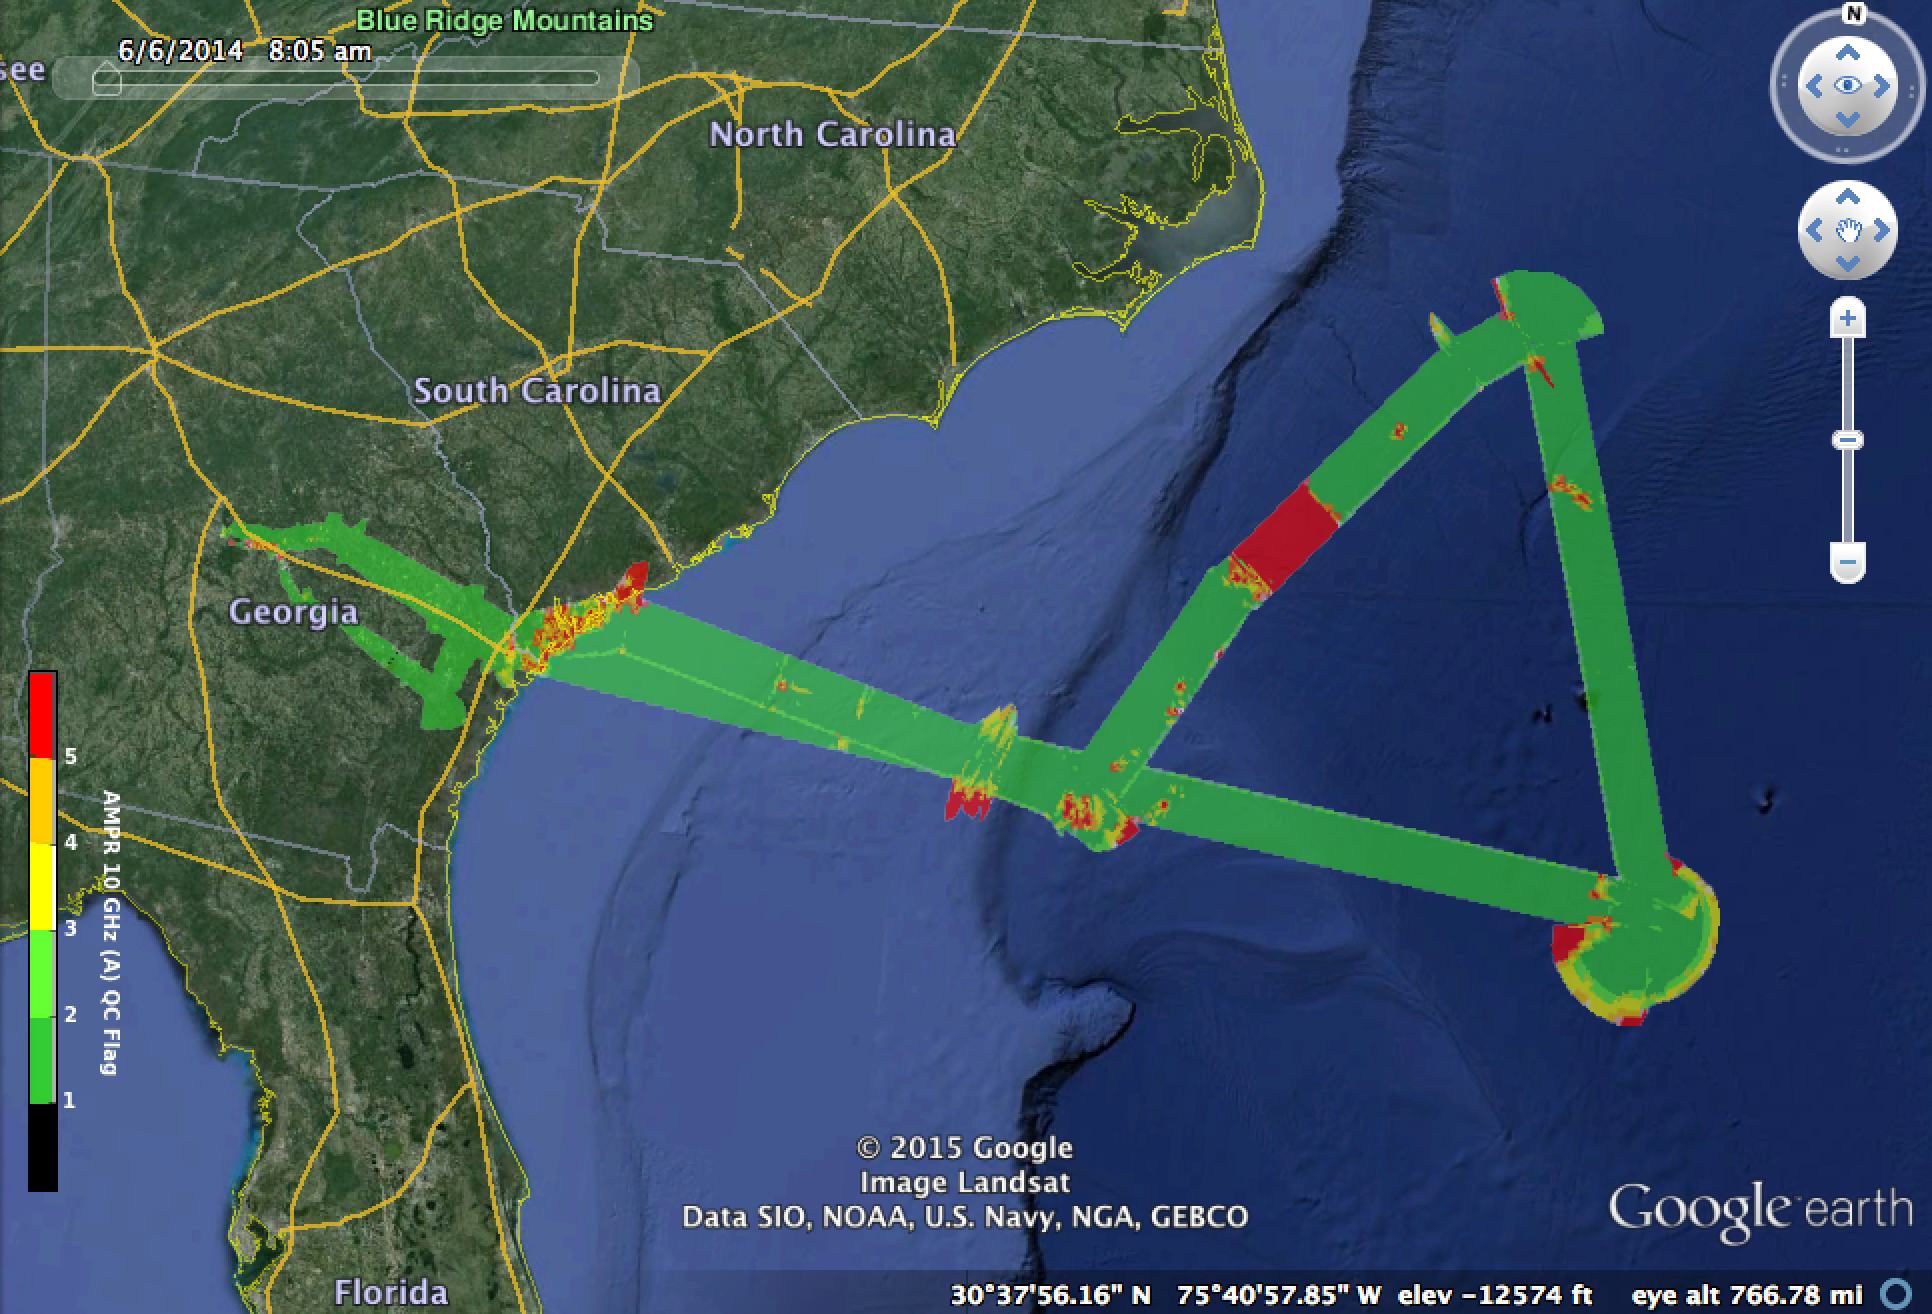 Blue Ridge Mountains
6/6/2014 8:05 am
see
N
North Carolina
South Carolina
Georgia
5
4
3
2
1
AMPR 10 GHz (A) QC Flag
© 2015 Google
Image Landsat
Data SIO, NOAA, U.S. Navy, NGA, GEBCO
Google earth
Florida
30°37'56.16" N 75°40'57.85" W elev -12574 ft eye alt 766.78 mi